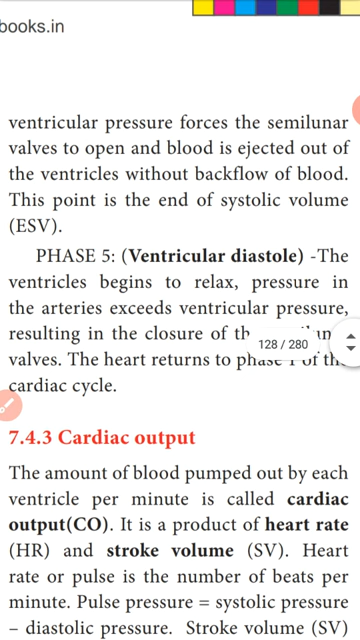 books.in
ventricular pressure forces the semilunar
valves to open and blood is ejected out of
the ventricles without backflow of blood.
This point is the end of systolic volume
(ESV).
PHASE 5: (Ventricular diastole) -The
ventricles begins to relax, pressure in
the arteries exceeds ventricular pressure,
resulting in the closure of
128 / 280
valves. The heart returns to phase 1 of the
cardiac cycle.
7.4.3 Cardiac output
The amount of blood pumped out by each
ventricle per minute is called cardiac
output(CO). It is a product of heart rate
(HR) and stroke volume (SV). Heart
rate or pulse is the number of beats per
minute. Pulse pressure = systolic pressure
– diastolic pressure. Stroke volume (SV)